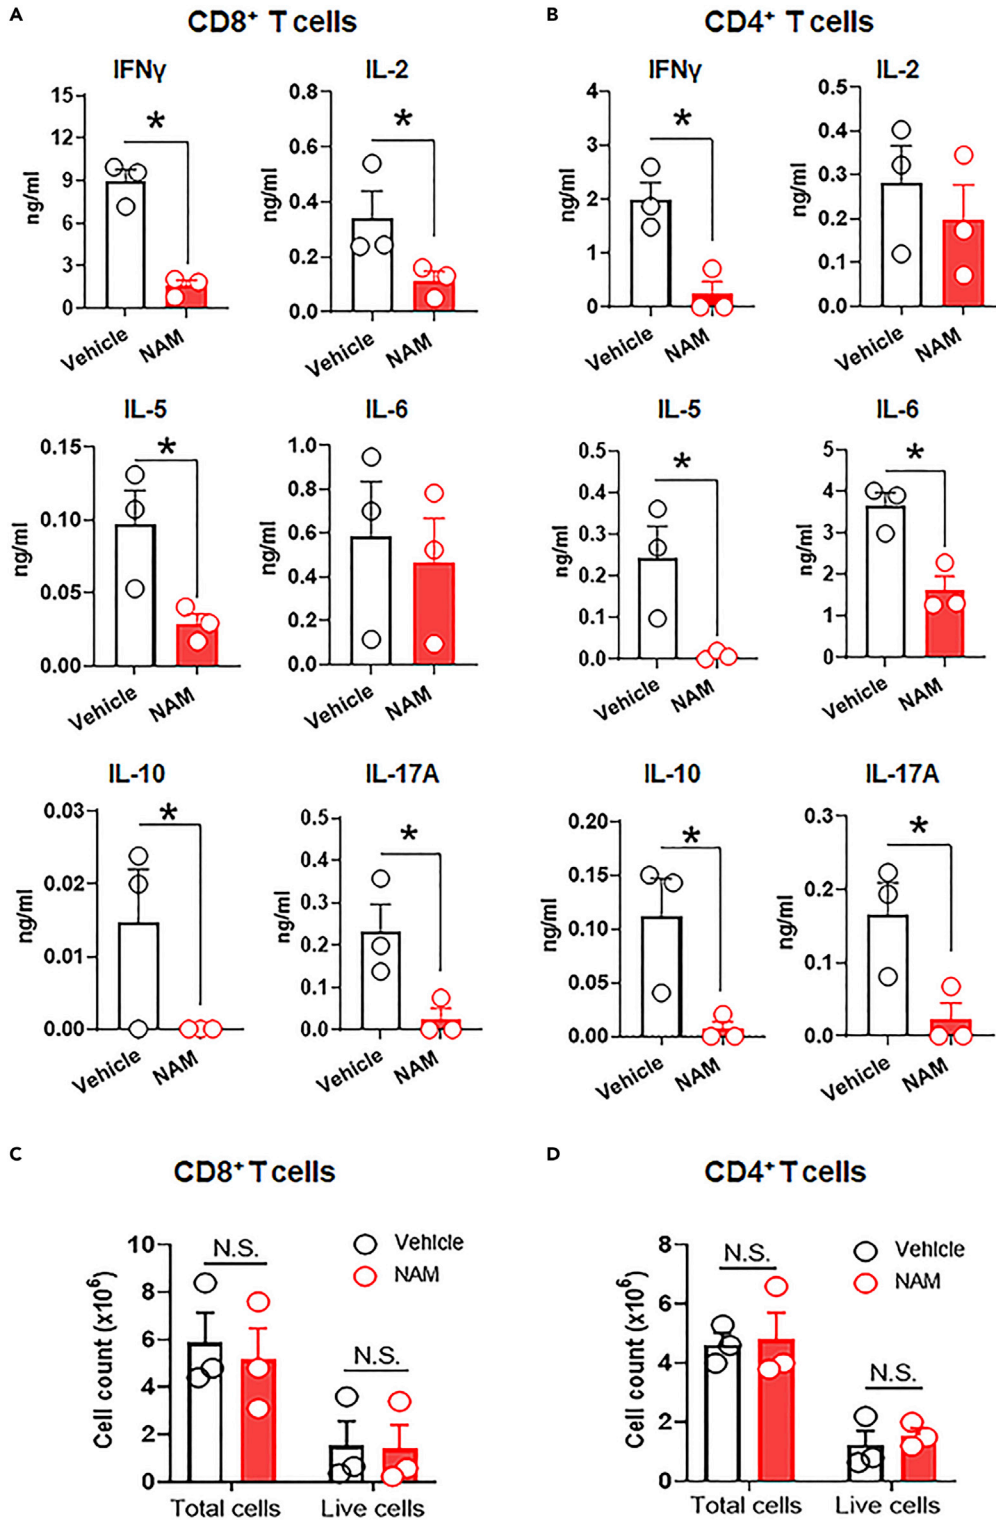 A
CD8⁺ T cells
IFNγ
15
12
9
6
3
0
ng/ml
*
Vehicle
NAM
IL-2
0.8
0.6
0.4
0.2
0.0
ng/ml
*
Vehicle
NAM
IL-5
0.15
0.10
0.05
0.00
ng/ml
*
Vehicle
NAM
IL-6
1.0
0.8
0.6
0.4
0.2
0.0
ng/ml
Vehicle
NAM
IL-10
0.03
0.02
0.01
0.00
ng/ml
*
Vehicle
NAM
IL-17A
0.5
0.4
0.3
0.2
0.1
0.0
ng/ml
*
Vehicle
NAM
B
CD4⁺ T cells
IFNγ
4
3
2
1
0
ng/ml
*
Vehicle
NAM
IL-2
0.5
0.4
0.3
0.2
0.1
0.0
ng/ml
Vehicle
NAM
IL-5
0.5
0.4
0.3
0.2
0.1
0.0
ng/ml
*
Vehicle
NAM
IL-6
5
4
3
2
1
0
ng/ml
*
Vehicle
NAM
IL-10
0.20
0.15
0.10
0.05
0.00
ng/ml
*
Vehicle
NAM
IL-17A
0.3
0.2
0.1
0.0
ng/ml
*
Vehicle
NAM
C
CD8⁺ T cells
10
8
6
4
2
0
Cell count (x10⁶)
N.S.
N.S.
Vehicle
NAM
Total cells
Live cells
D
CD4⁺ T cells
8
6
4
2
0
Cell count (x10⁶)
N.S.
N.S.
Vehicle
NAM
Total cells
Live cells